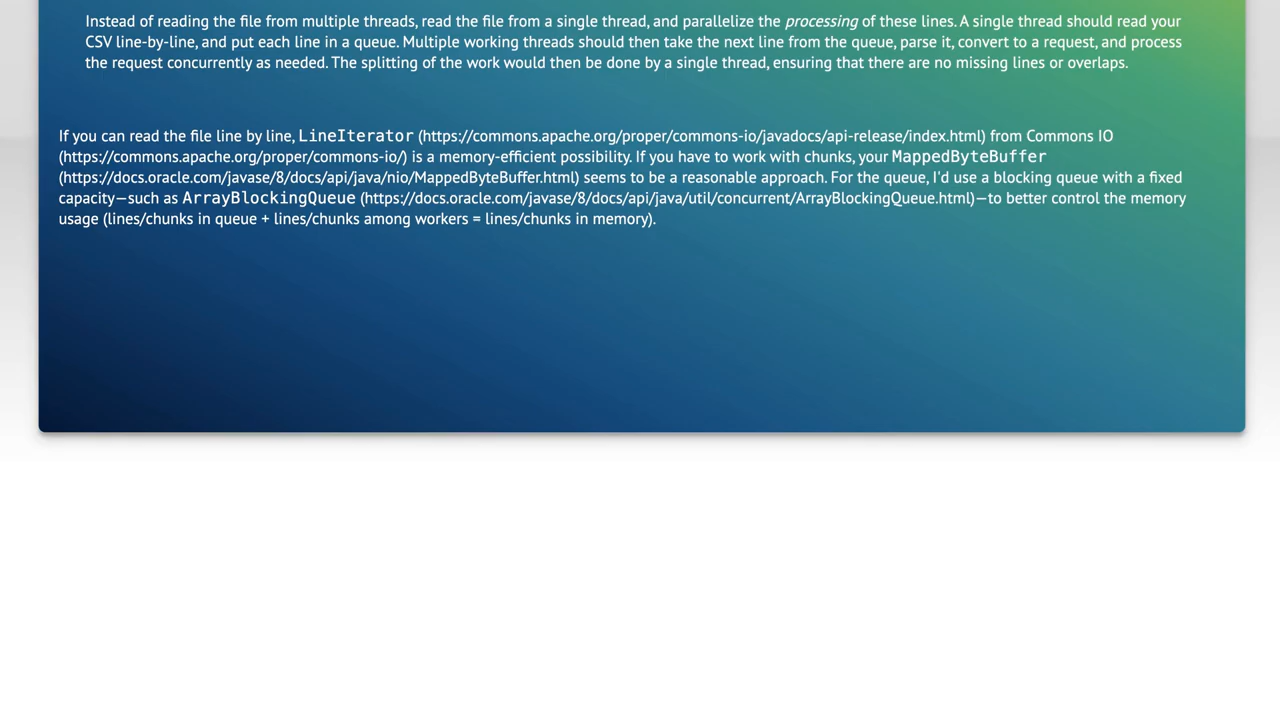 Instead of reading the file from multiple threads, read the file from a single thread, and parallelize the processing of these lines. A single thread should read your
CSV line-by-line, and put each line in a queue. Multiple working threads should then take the next line from the queue, parse it, convert to a request, and process
the request concurrently as needed. The splitting of the work would then be done by a single thread, ensuring that there are no missing lines or overlaps.
If you can read the file line by line, LineIterator (https://commons.apache.org/proper/commons-io/javadocs/api-release/index.html) from Commons IO
(https://commons.apache.org/proper/commons-io/) is a memory-efficient possibility. If you have to work with chunks, your MappedByteBuffer
(https://docs.oracle.com/javase/8/docs/api/java/nio/MappedByteBuffer.html) seems to be a reasonable approach. For the queue, I'd use a blocking queue with a fixed
capacity—such as ArrayBlockingQueue (https://docs.oracle.com/javase/8/docs/api/java/util/concurrent/ArrayBlockingQueue.html)—to better control the memory
usage (lines/chunks in queue + lines/chunks among workers = lines/chunks in memory).